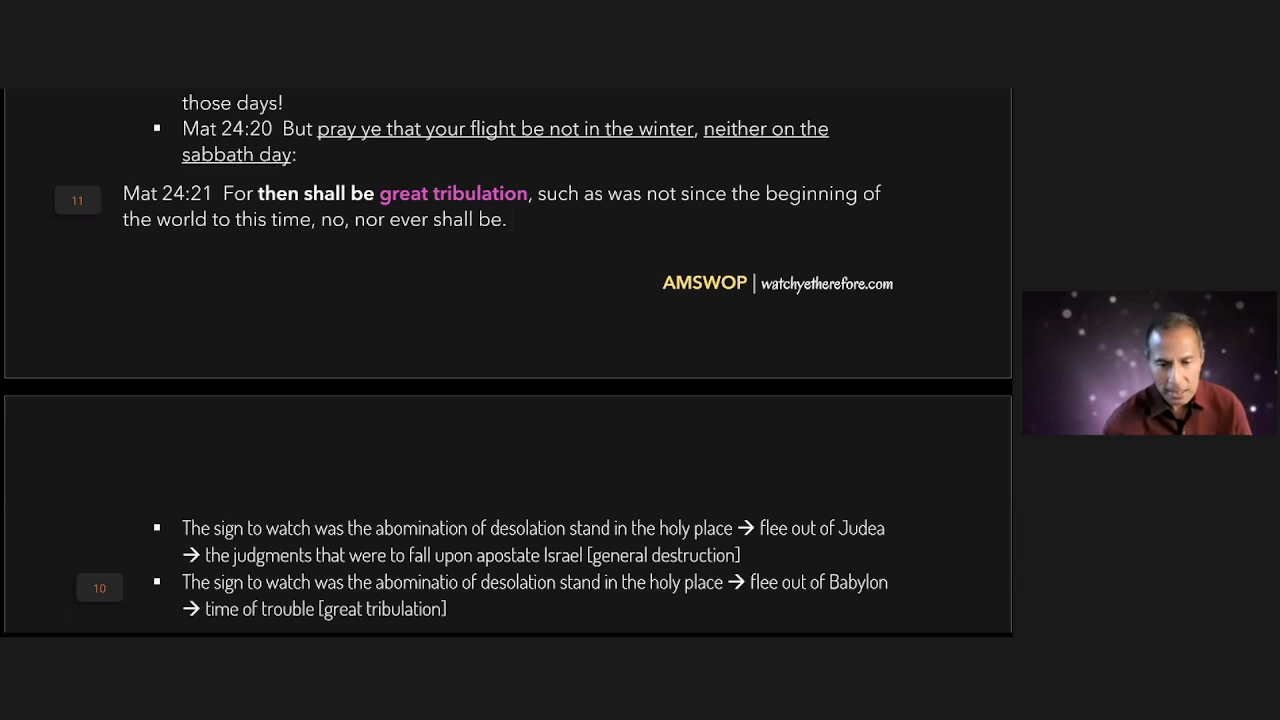 those days!
▪ Mat 24:20 But pray ye that your flight be not in the winter, neither on the
sabbath day:
11
Mat 24:21 For then shall be great tribulation, such as was not since the beginning of
the world to this time, no, nor ever shall be.
AMSWOP | watchyetherefore.com
▪ The sign to watch was the abomination of desolation stand in the holy place → flee out of Judea
→ the judgments that were to fall upon apostate Israel [general destruction]
10
▪ The sign to watch was the abominatio of desolation stand in the holy place → flee out of Babylon
→ time of trouble [great tribulation]